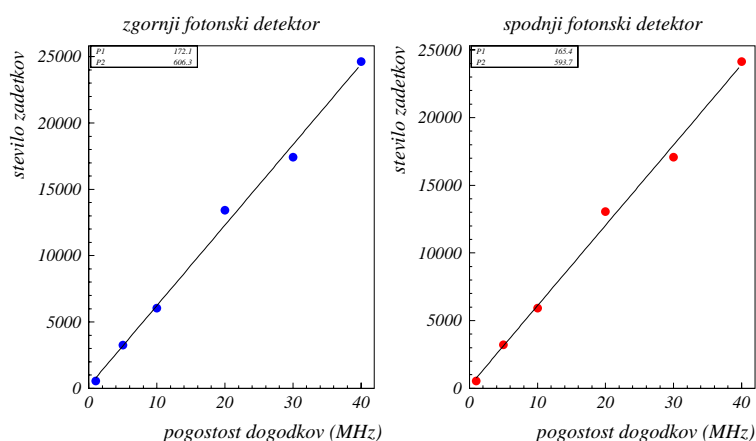 zgornji fotonski detektor
P1 172.1
P2 606.3
stevilo zadetkov
25000
20000
15000
10000
5000
0
0 10 20 30 40
pogostost dogodkov (MHz)
spodnji fotonski detektor
P1 165.4
P2 593.7
stevilo zadetkov
25000
20000
15000
10000
5000
0
0 10 20 30 40
pogostost dogodkov (MHz)